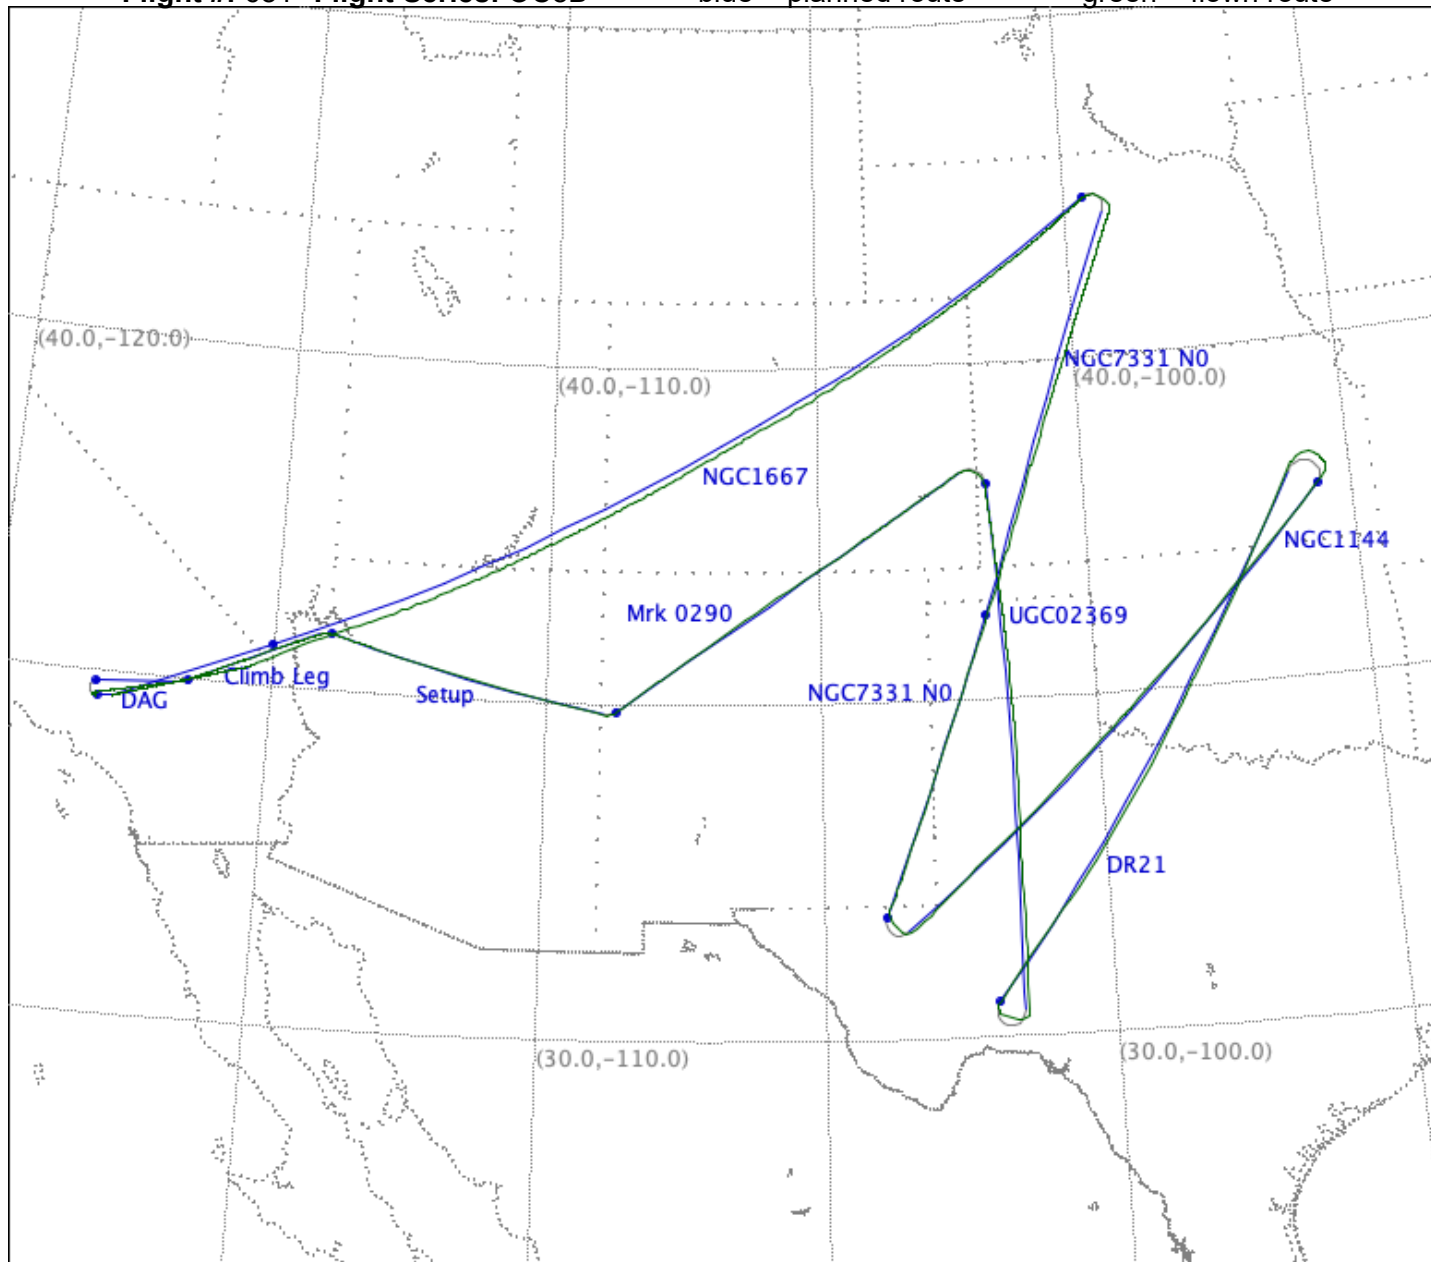 (40.0,-120.0)
NGC7331 N0
(40.0,-110.0)
(40.0,-100.0)
NGC1667
NGC1144
Mrk 0290
UGC02369
Climb Leg
DAG
Setup
NGC7331 N0
DR21
(30.0,-110.0)
(30.0,-100.0)